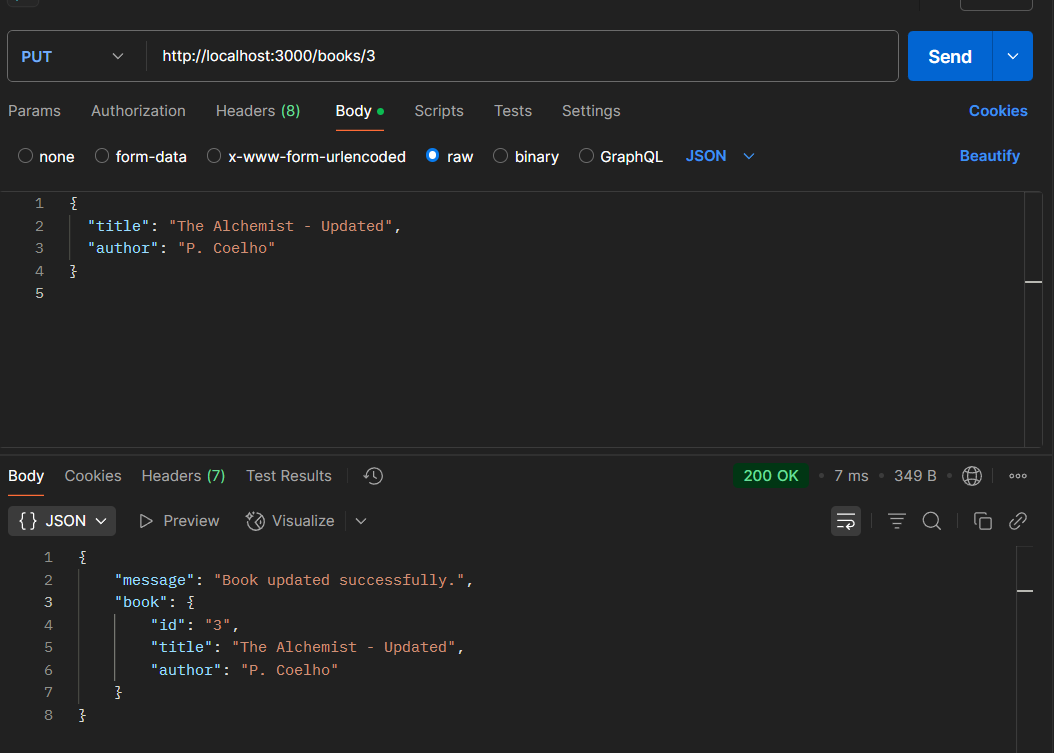 PUT http://localhost:3000/books/3 Send
Params Authorization Headers (8) Body Scripts Tests Settings Cookies
none form-data x-www-form-urlencoded raw binary GraphQL JSON Beautify
1 {
2 "title": "The Alchemist - Updated",
3 "author": "P. Coelho"
4 }
5
Body Cookies Headers (7) Test Results 200 OK • 7 ms • 349 B •
{} JSON Preview Visualize
1 {
2 "message": "Book updated successfully.",
3 "book": {
4 "id": "3",
5 "title": "The Alchemist - Updated",
6 "author": "P. Coelho"
7 }
8 }